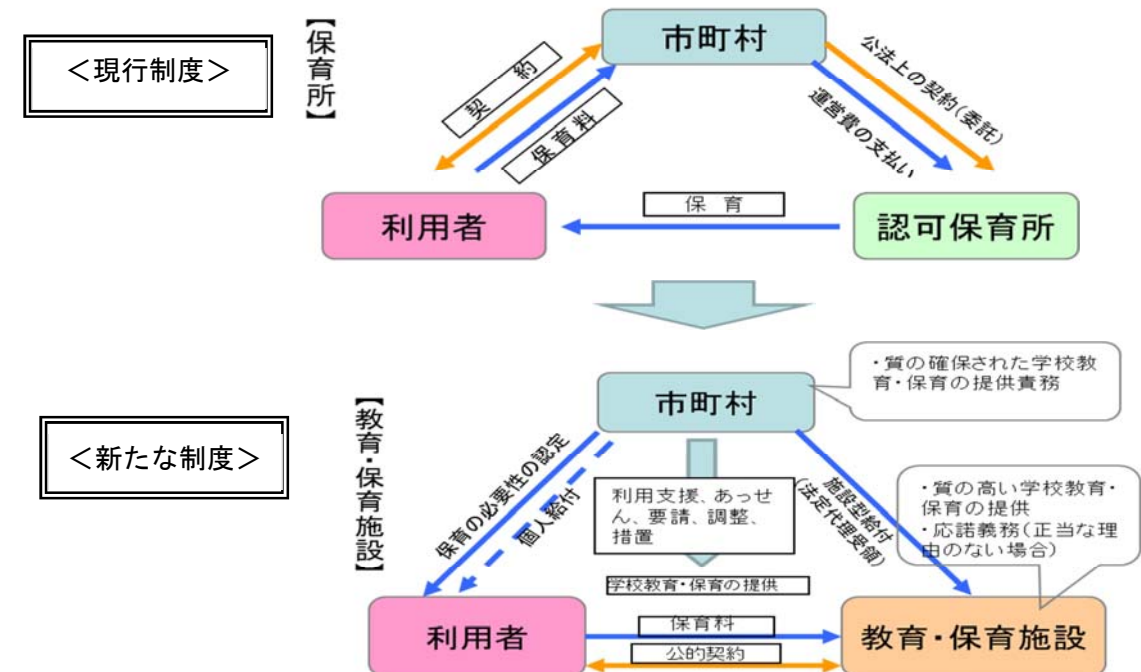 ＜現行制度＞
【保育所】
市町村
契約
保育料
公法上の契約(委託)
運営費の支払い
利用者
保育
認可保育所
＜新たな制度＞
【教育・保育施設】
市町村
・質の確保された学校教
育・保育の提供責務
保育の必要性の認定
個人給付
利用支援、あっせ
ん、要請、調整、
措置
施設型給付
(法定代理受領)
・質の高い学校教育・
保育の提供
・応諾義務(正当な理
由のない場合)
学校教育・保育の提供
利用者
保育料
公的契約
教育・保育施設